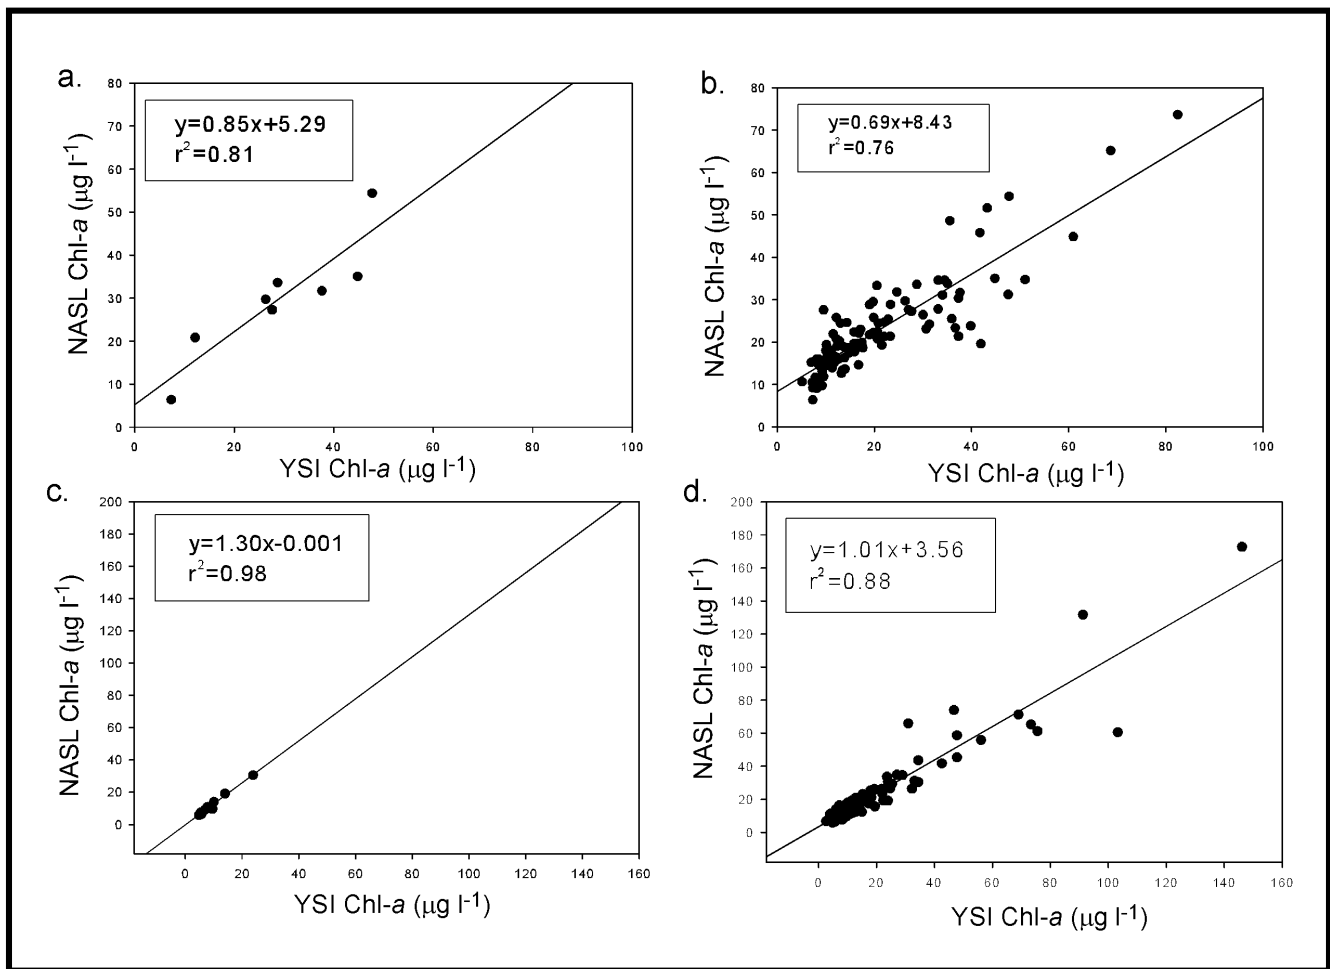 a.
y=0.85x+5.29
r²=0.81
NASL Chl-a (μg l⁻¹)
80
70
60
50
40
30
20
10
0
0 20 40 60 80 100
YSI Chl-a (μg l⁻¹)
b.
y=0.69x+8.43
r²=0.76
NASL Chl-a (μg l⁻¹)
80
70
60
50
40
30
20
10
0
0 20 40 60 80 100
YSI Chl-a (μg l⁻¹)
c.
y=1.30x-0.001
r²=0.98
NASL Chl-a (μg l⁻¹)
200
180
160
140
120
100
80
60
40
20
0
0 20 40 60 80 100 120 140 160
YSI Chl-a (μg l⁻¹)
d.
y=1.01x+3.56
r²=0.88
NASL Chl-a (μg l⁻¹)
200
180
160
140
120
100
80
60
40
20
0
0 20 40 60 80 100 120 140 160
YSI Chl-a (μg l⁻¹)